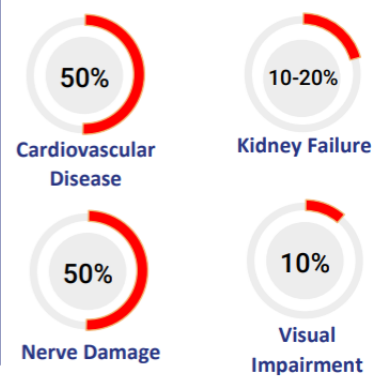 50%
Cardiovascular
Disease
10-20%
Kidney Failure
50%
Nerve Damage
10%
Visual
Impairment